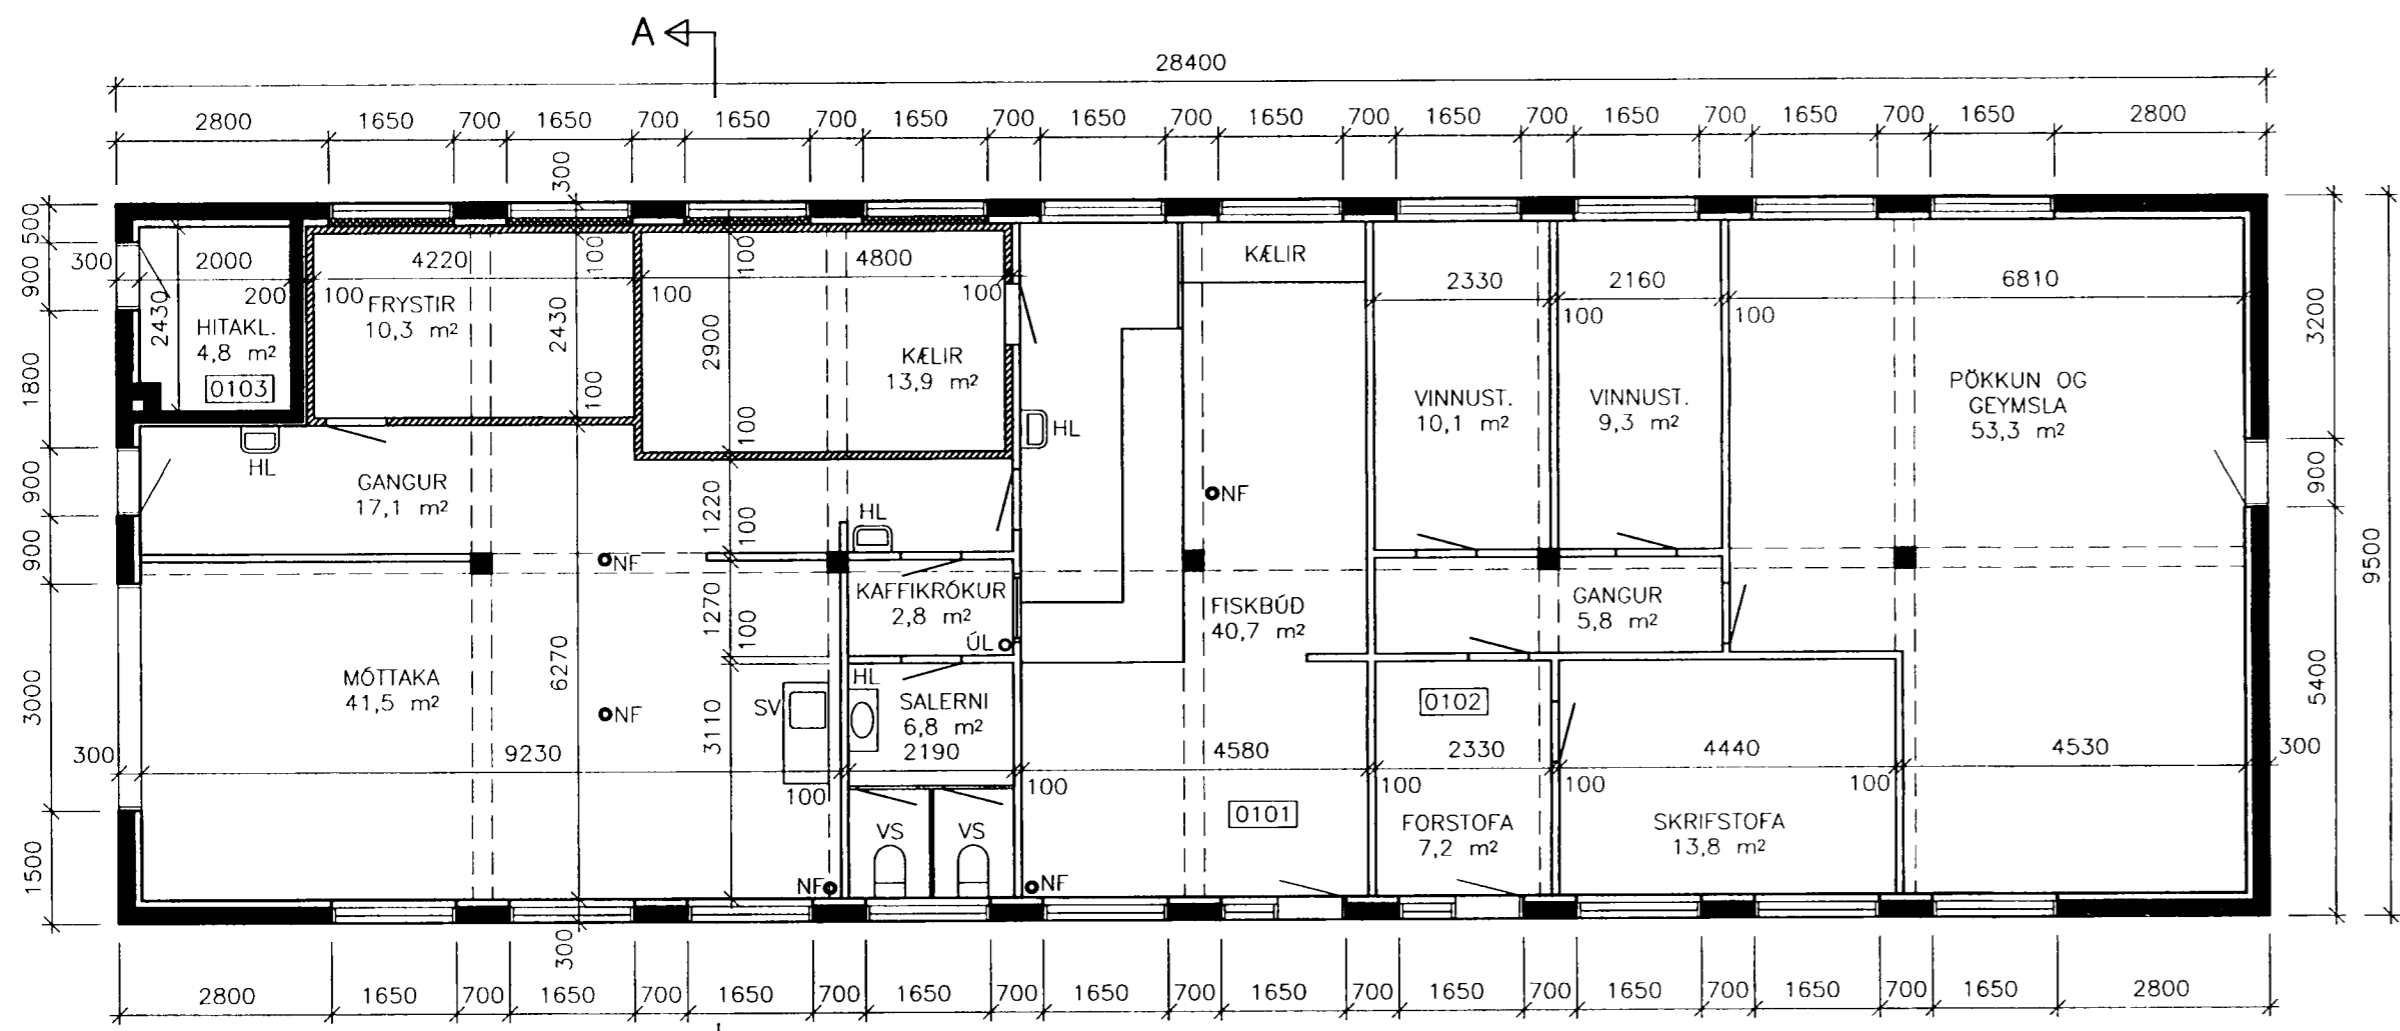 A
28400
2800 1650 700 1650 700 1650 700 1650 700 1650 700 1650 700 1650 700 1650 700 1650 700 1650 2800
300
500
900
1800
900
900
3000
1500
300
2000
200
2430
HITAKL.
4,8 m²
0103
100
4220
FRYSTIR
10,3 m²
100
2430
100
100
100
2900
100
4800
100
KÆLIR
13,9 m²
HL
KÆLIR
2330
100
2160
100
6810
VINNUST.
10,1 m²
VINNUST.
9,3 m²
PÖKKUN OG
GEYMSLA
53,3 m²
3200
900
5400
9500
HL
GANGUR
17,1 m²
1220
100
HL
NF
NF
1270
100
KAFFIKRÓKUR
2,8 m²
ÚL
FISKBÚÐ
40,7 m²
GANGUR
5,8 m²
MÓTTAKA
41,5 m²
6270
NF
3110
SV
HL
SALERNI
6,8 m²
2190
0102
300
9230
100
100
4580
100
2330
100
4440
100
4530
300
VS
VS
0101
FORSTOFA
7,2 m²
SKRIFSTOFA
13,8 m²
NF
NF
300
2800 1650 700 1650 700 1650 700 1650 700 1650 700 1650 700 1650 700 1650 700 1650 700 1650 2800